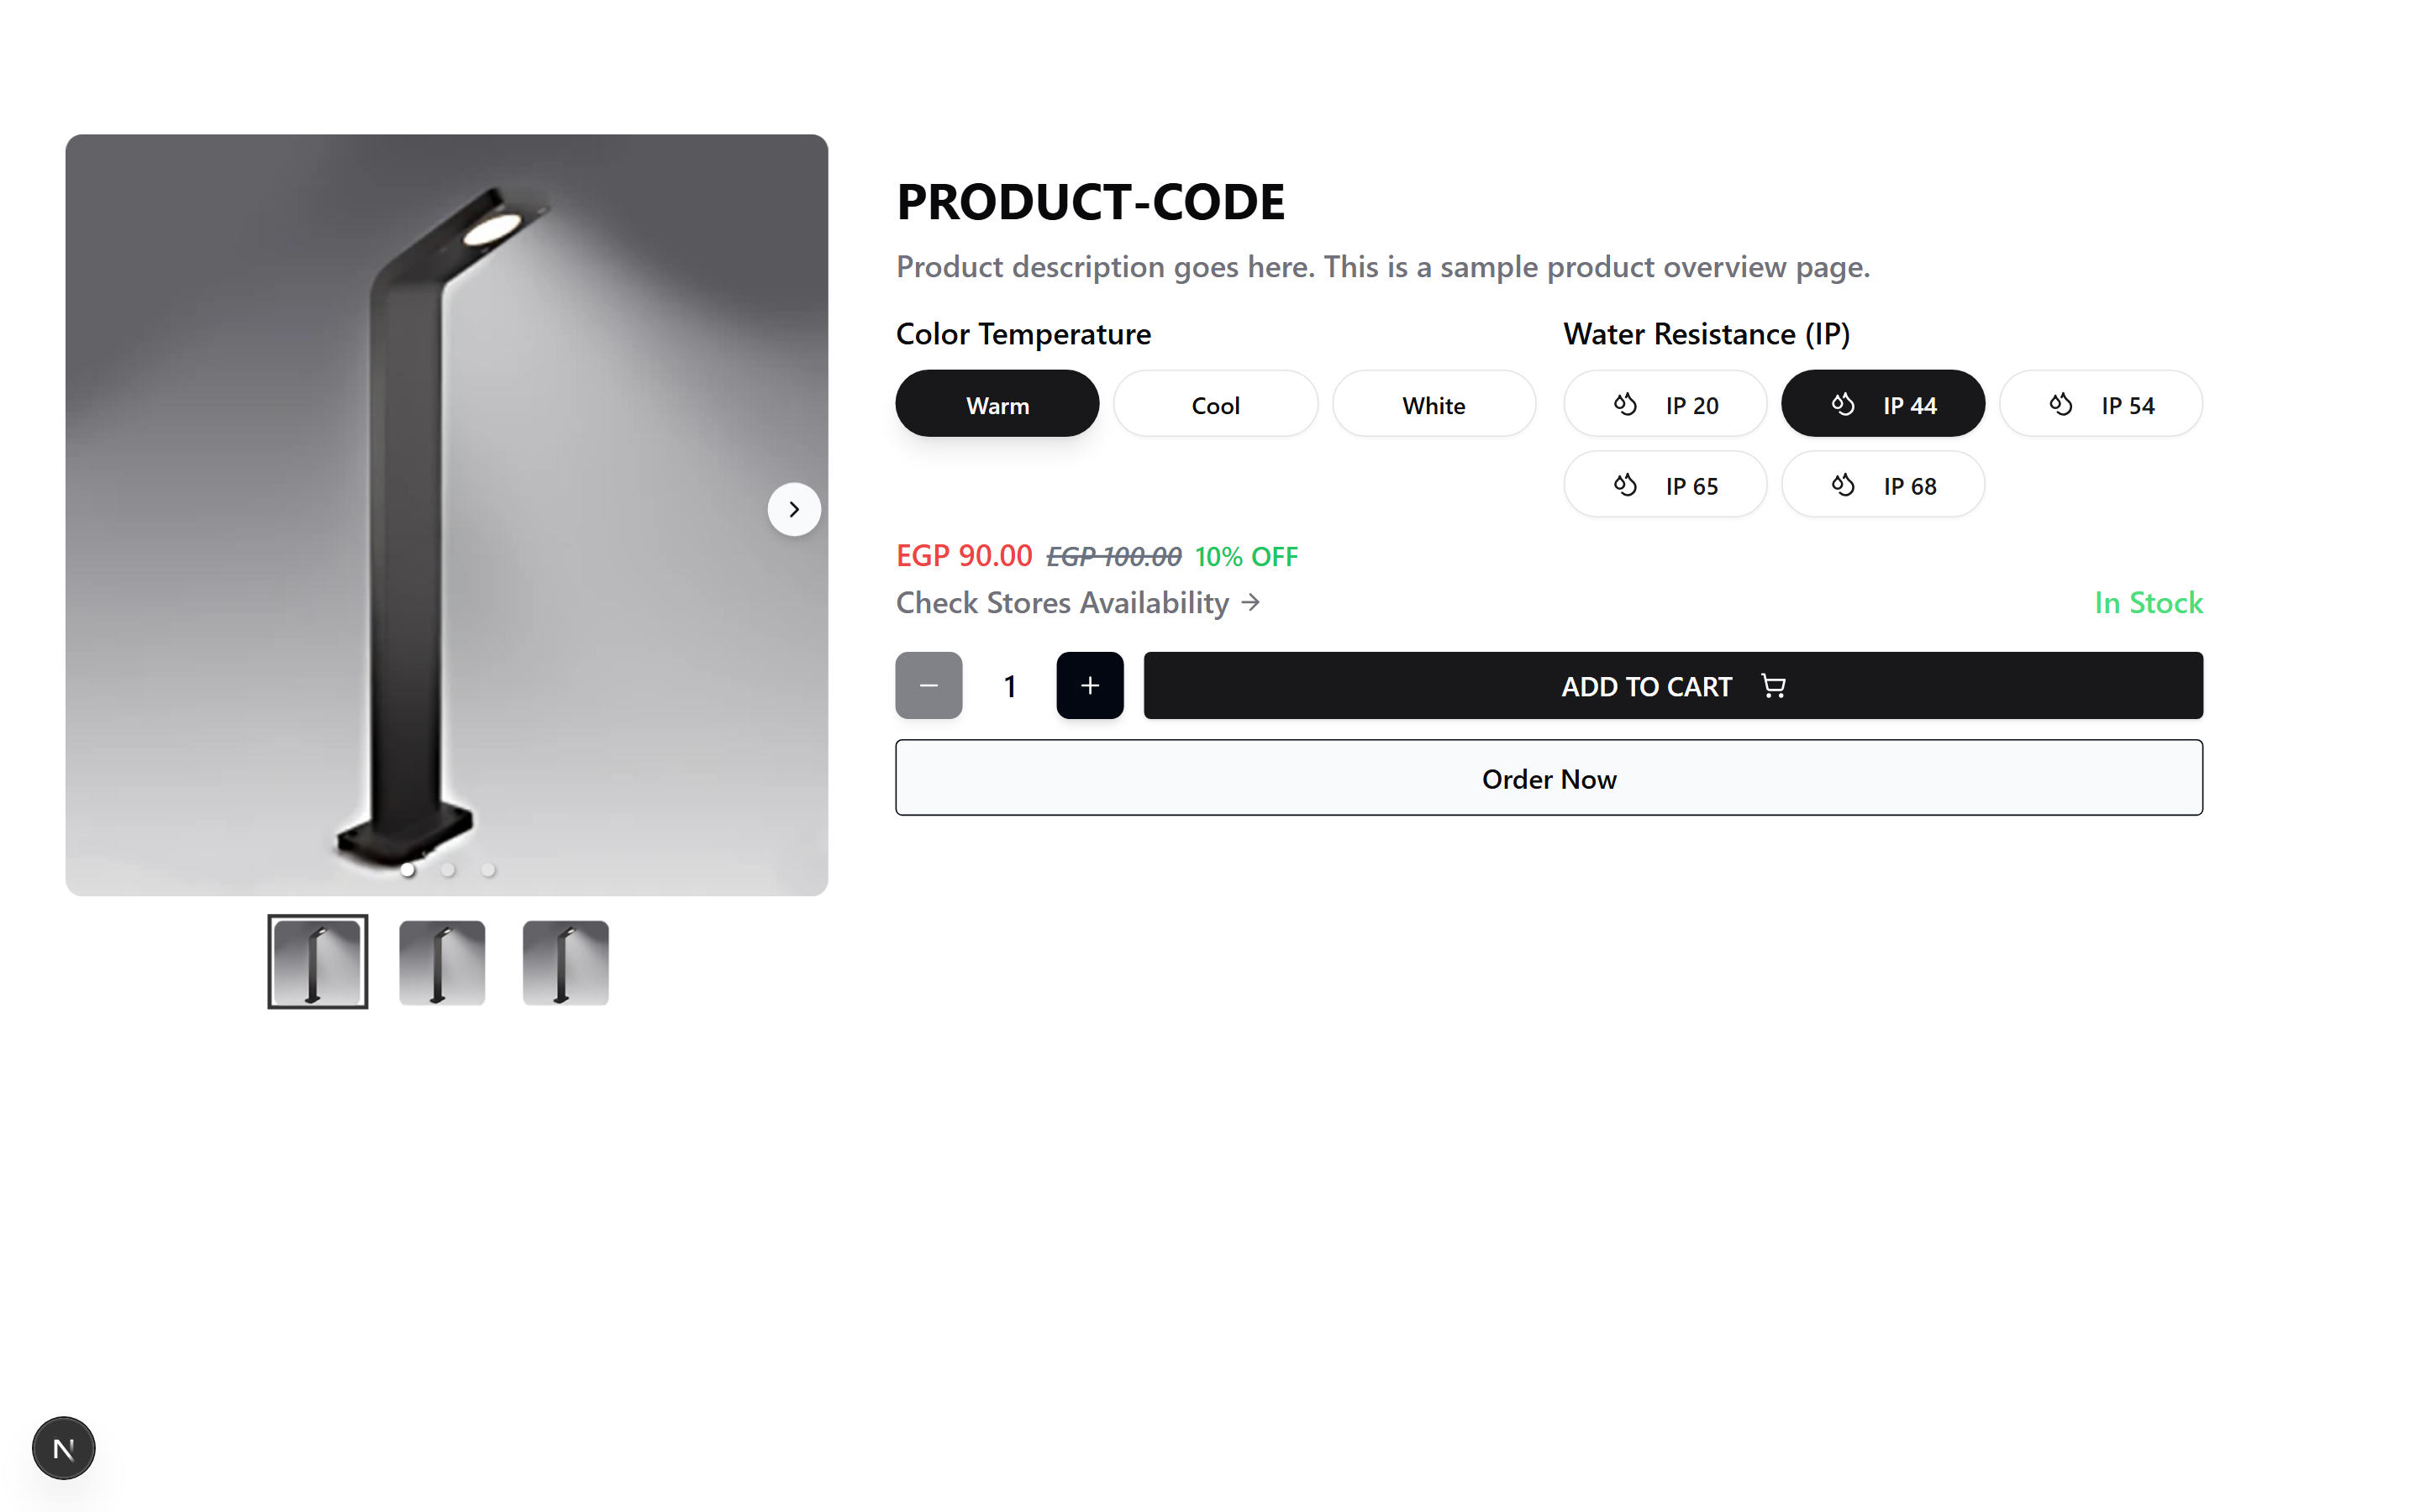 PRODUCT-CODE
Product description goes here. This is a sample product overview page.
Color Temperature
Warm Cool White
Water Resistance (IP)
IP 20 IP 44 IP 54
IP 65 IP 68
EGP 90.00 EGP 100.00 10% OFF
Check Stores Availability → In Stock
1 ADD TO CART
Order Now
N